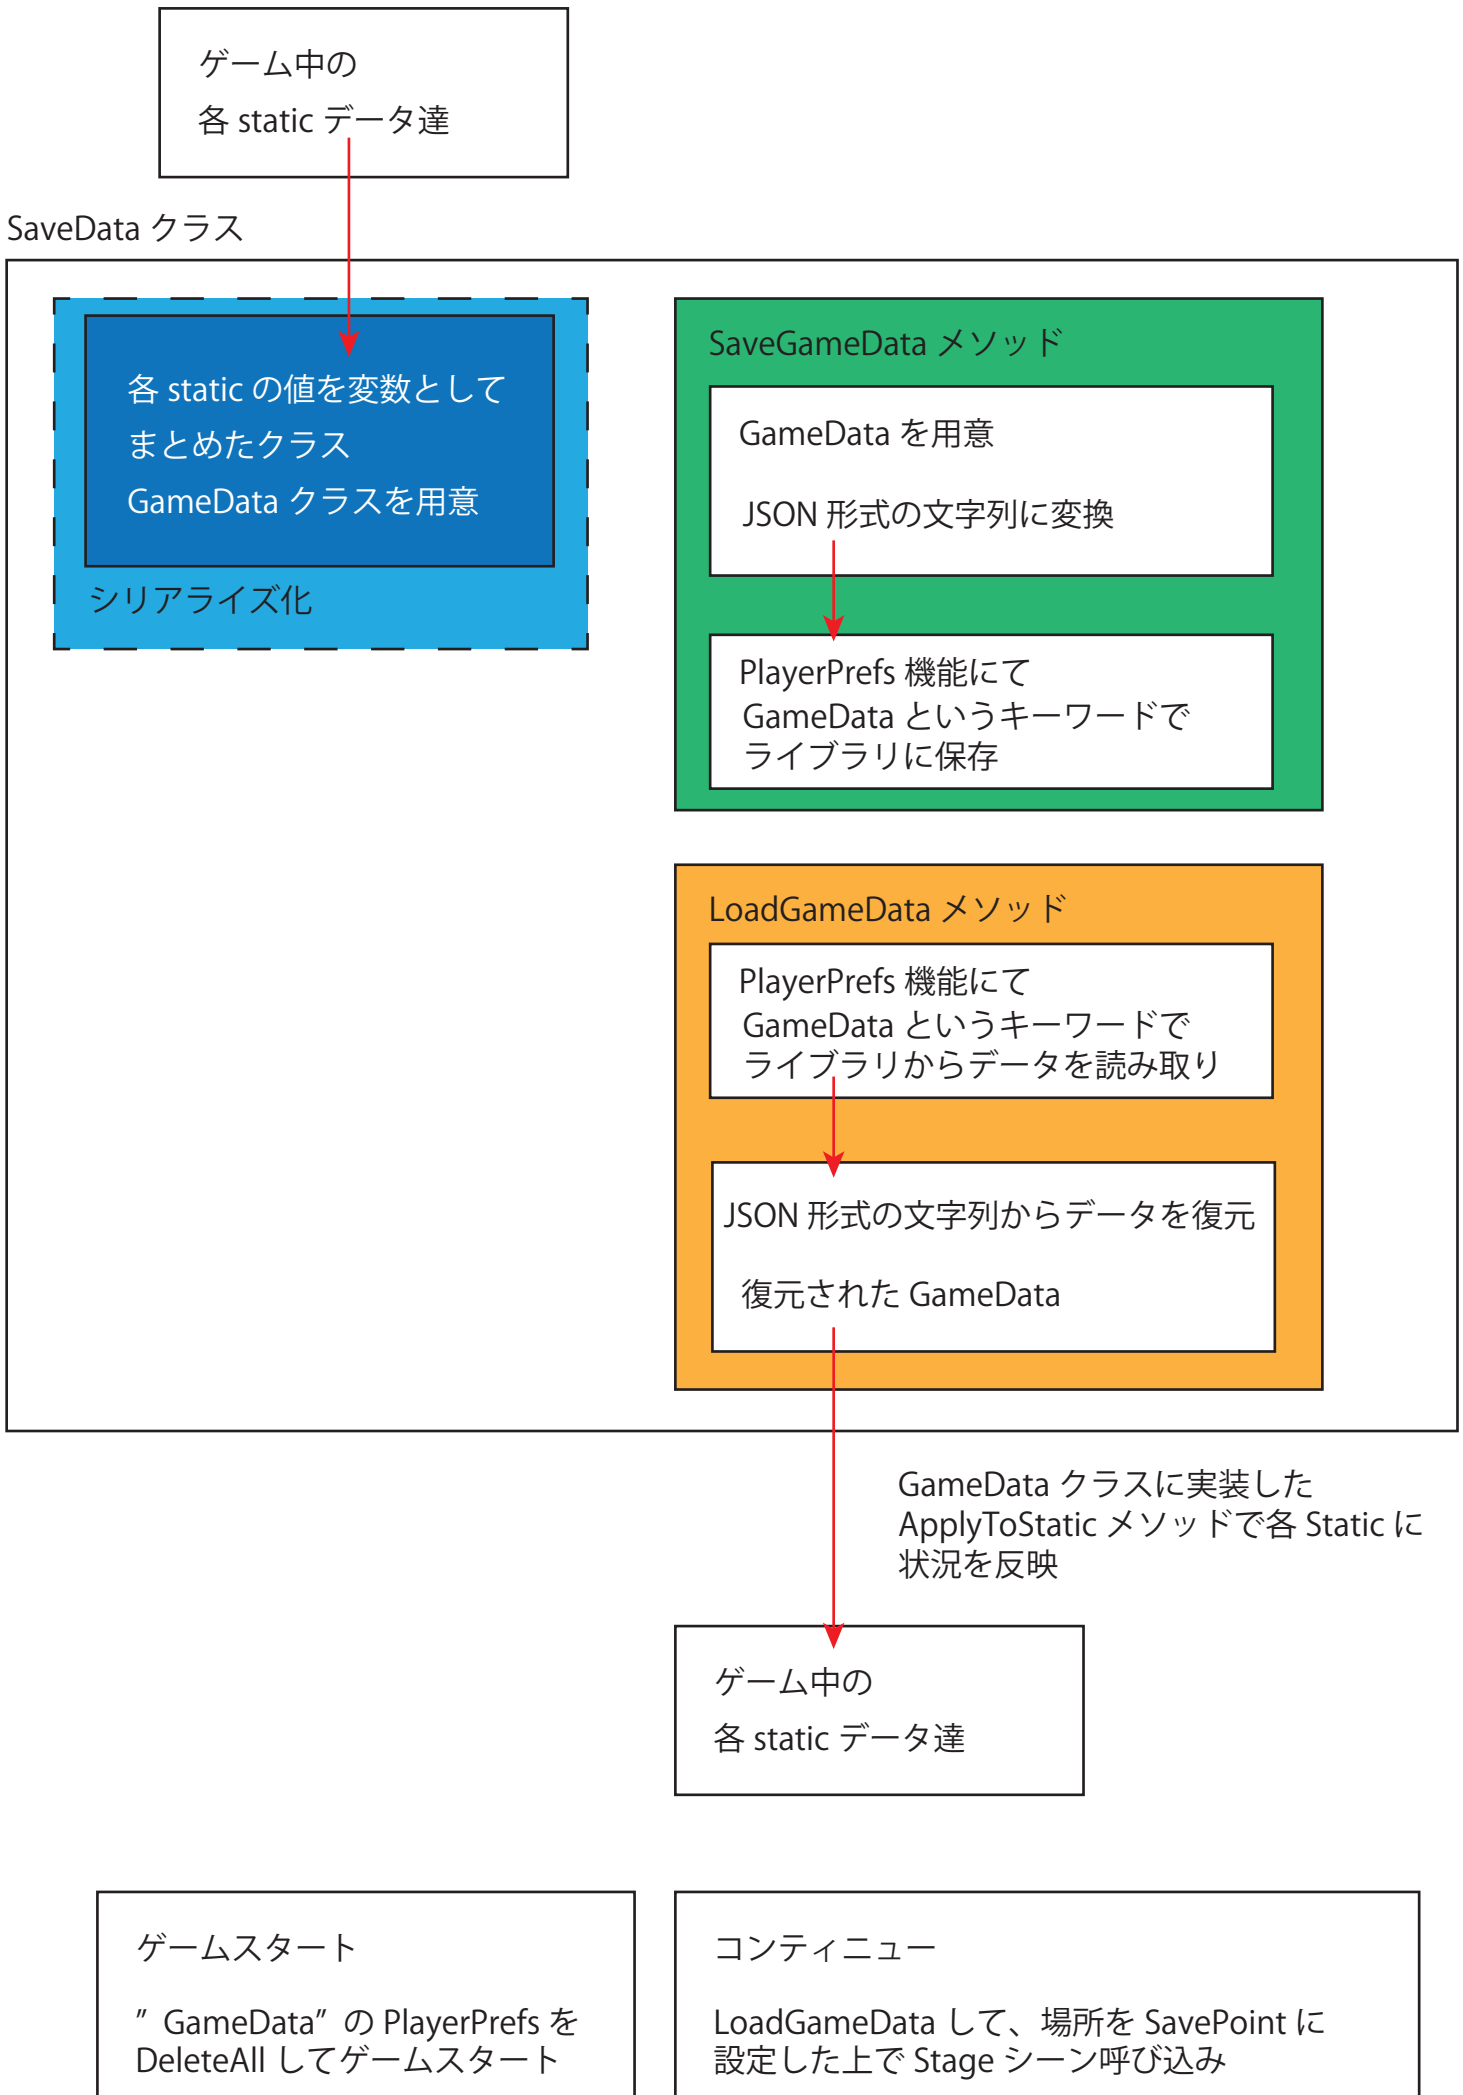 ゲーム中の
各 static データ達
SaveData クラス
各 static の値を変数として
まとめたクラス
GameData クラスを用意
シリアライズ化
SaveGameData メソッド
GameData を用意
JSON 形式の文字列に変換
PlayerPrefs 機能にて
GameData というキーワードで
ライブラリに保存
LoadGameData メソッド
PlayerPrefs 機能にて
GameData というキーワードで
ライブラリからデータを読み取り
JSON 形式の文字列からデータを復元
復元された GameData
GameData クラスに実装した
ApplyToStatic メソッドで各 Static に
状況を反映
ゲーム中の
各 static データ達
ゲームスタート
”GameData”の PlayerPrefs を
DeleteAll してゲームスタート
コンティニュー
LoadGameData して、場所を SavePoint に
設定した上で Stage シーン呼び込み